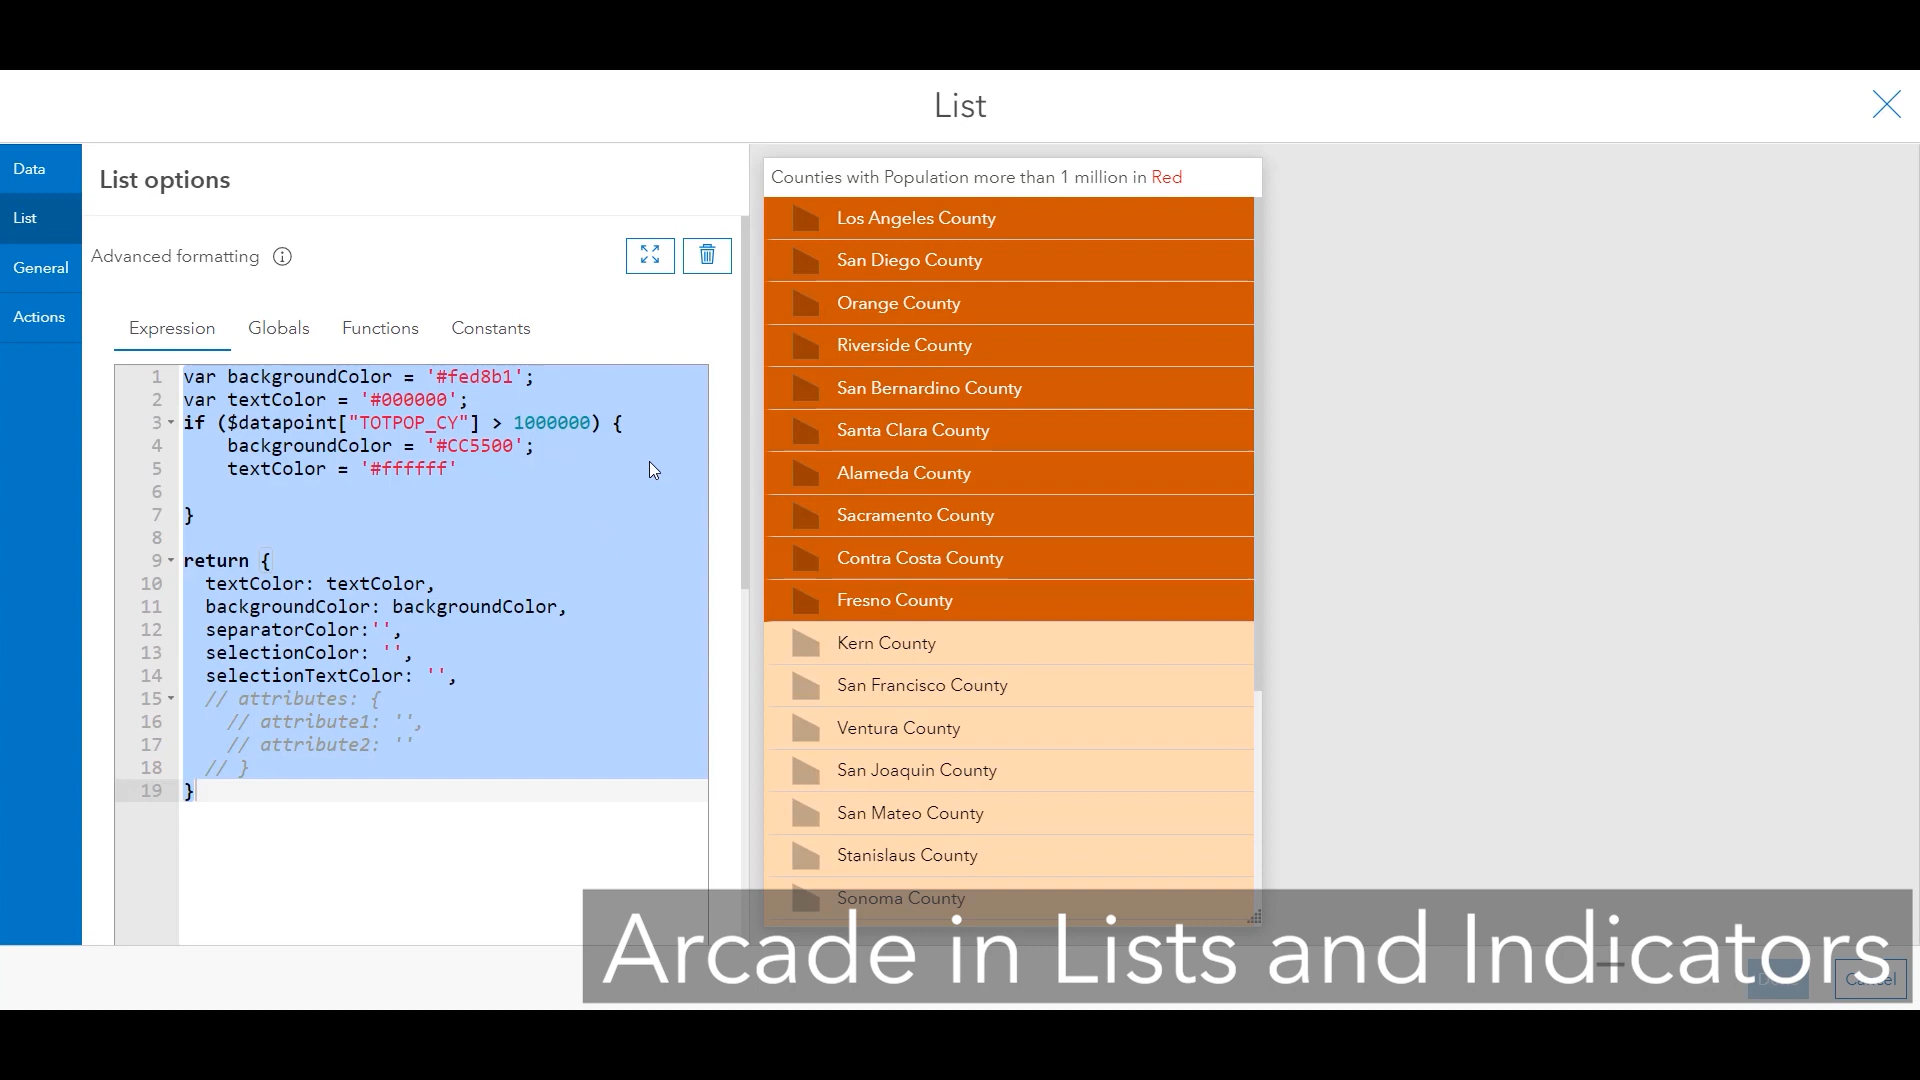 List
Data
List
General
Actions
List options
Advanced formatting
Expression Globals Functions Constants
1 var backgroundColor = '#fed8b1';
2 var textColor = '#000000';
3 if ($datapoint["TOTPOP_CY"] > 1000000) {
4 backgroundColor = '#CC5500';
5 textColor = '#ffffff'
6
7 }
8
9 return {
10 textColor: textColor,
11 backgroundColor: backgroundColor,
12 separatorColor:'',
13 selectionColor: '',
14 selectionTextColor: '',
15 // attributes: {
16 // attribute1: '',
17 // attribute2: ''
18 // }
19 }
Counties with Population more than 1 million in Red
Los Angeles County
San Diego County
Orange County
Riverside County
San Bernardino County
Santa Clara County
Alameda County
Sacramento County
Contra Costa County
Fresno County
Kern County
San Francisco County
Ventura County
San Joaquin County
San Mateo County
Stanislaus County
Sonoma County
Arcade in Lists and Indicators
Cancel